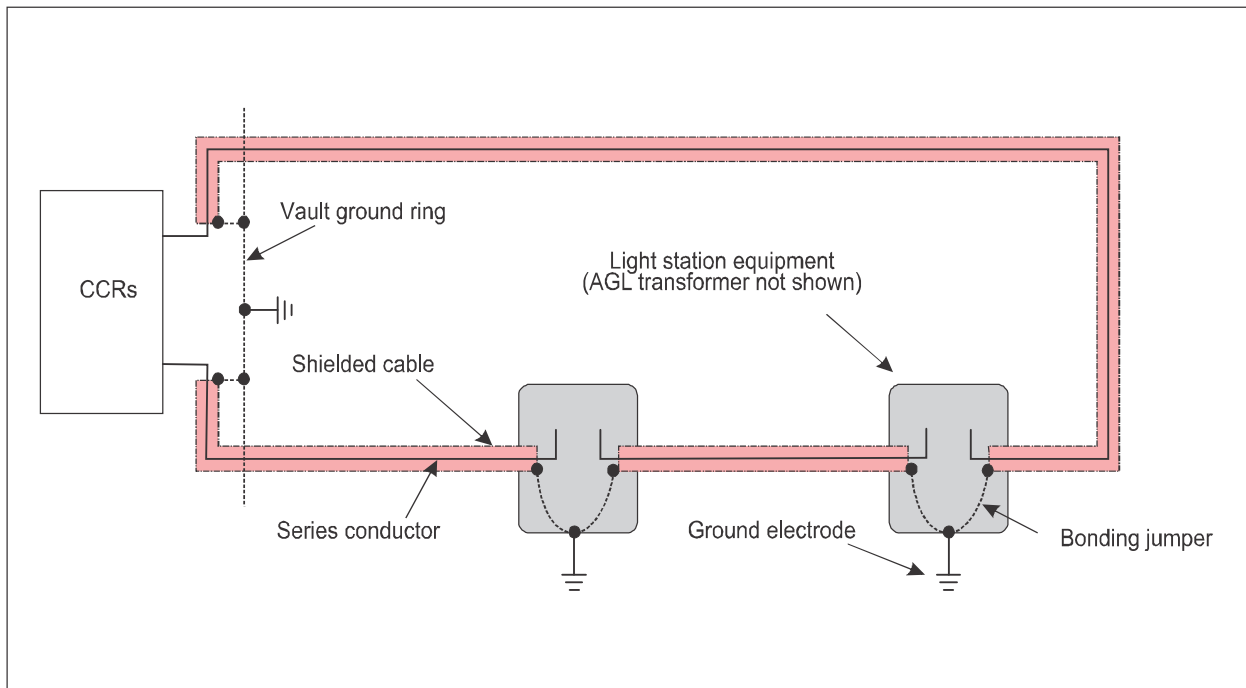 Vault ground ring
CCRs
Light station equipment
(AGL transformer not shown)
Shielded cable
Series conductor
Ground electrode
Bonding jumper